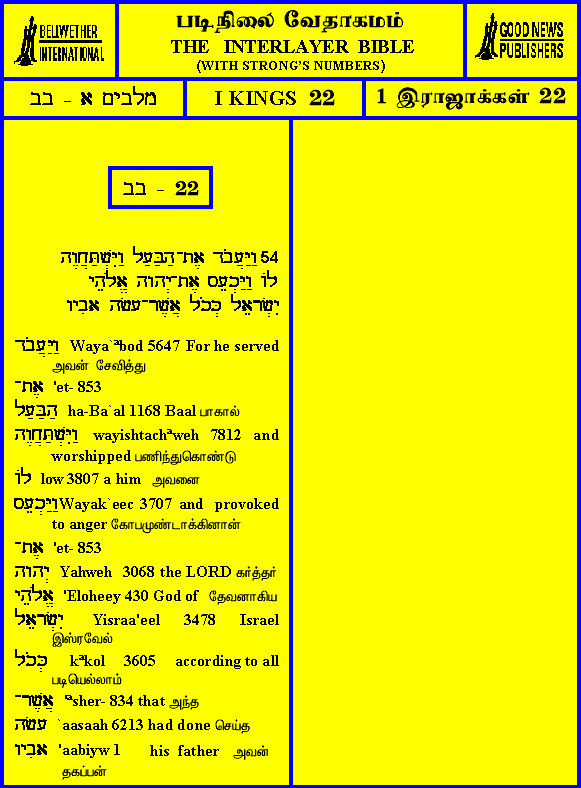 BELLWETHER
INTERNATIONAL
படிநிலை வேதாகமம்
THE INTERLAYER BIBLE
(WITH STRONG'S NUMBERS)
GOOD NEWS
PUBLISHERS
מלבים א - בב
I KINGS 22
1 இராஜாக்கள் 22
בב - 22
54 וַיַּעֲבֹד אֶת־הַבַּעַל וַיִּשְׁתַּחֲוֶה
לוֹ וַיַּכְעֵס אֶת־יְהוָה אֱלֹהֵי
יִשְׂרָאֵל כְּכֹל אֲשֶׁר־עָשָׂה אָבִיו
וַיַּעֲבֹד Waya`ªbod 5647 For he served
அவன் சேவித்து
אֶת־ 'et- 853
הַבַּעַל ha-Ba`al 1168 Baal பாகால்
וַיִּשְׁתַּחֲוֶה wayishtachªweh 7812 and
worshipped பணிந்துகொண்டு
לוֹ low 3807 a him அவனை
וַיַּכְעֵס Wayak`eec 3707 and provoked
to anger கோபமுண்டாக்கினான்
אֶת־ 'et- 853
יְהוָה Yahweh 3068 the LORD கர்த்தர்
אֱלֹהֵי 'Eloheey 430 God of தேவனாகிய
יִשְׂרָאֵל Yisraa'eel 3478 Israel
இஸ்ரவேல்
כְּכֹל kªkol 3605 according to all
படியெல்லாம்
אֲשֶׁר־ 'ªsher- 834 that அந்த
עָשָׂה `aasaah 6213 had done செய்த
אָבִיו 'aabiyw 1 his father அவன்
தகப்பன்